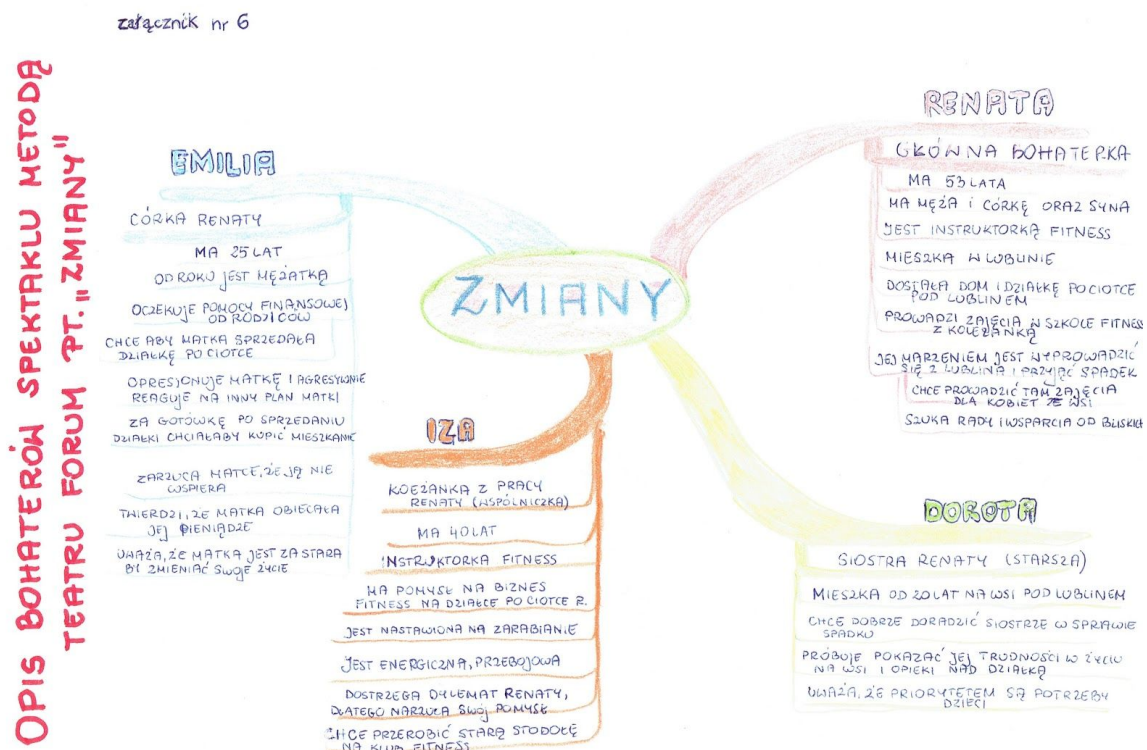 załącznik nr 6
OPIS BOHATERÓW SPEKTAKLU METODĄ
TEATRU FORUM PT. „ZMIANY"
ZMIANY
EMILIA
CÓRKA RENATY
MA 25 LAT
OD ROKU JEST MĘŻATKĄ
OCZEKUJE POMOCY FINANSOWEJ
OD RODZICÓW
CHCE ABY MATKA SPRZEDAŁA
DZIAŁKĘ PO CIOTCE
OPRESJONUJE MATKĘ I AGRESYWNIE
REAGUJE NA INNY PLAN MATKI
ZA GOTÓWKĘ PO SPRZEDANIU
DZIAŁKI CHCIAŁABY KUPIĆ MIESZKANIE
ZARZUCA MATCE, ŻE JĄ NIE
WSPIERA
TWIERDZI, ŻE MATKA OBIECAŁA
JEJ PIENIĄDZE
UWAŻA, ŻE MATKA JEST ZA STARA
BY ZMIENIAĆ SWOJE ŻYCIE
IZA
KOLEŻANKA Z PRACY
RENATY (WSPÓLNICZKA)
MA 40 LAT
INSTRUKTORKA FITNESS
MA POMYSŁ NA BIZNES
FITNESS NA DZIAŁCE PO CIOTCE R.
JEST NASTAWIONA NA ZARABIANIE
JEST ENERGICZNA, PRZEBOJOWA
DOSTRZEGA DYLEMAT RENATY,
DLATEGO NARZUCA SWÓJ POMYSŁ
CHCE PRZEROBIĆ STARĄ STODOŁĘ
NA KLUB FITNESS
RENATA
GŁÓWNA BOHATERKA
MA 53 LATA
MA MĘŻA I CÓRKĘ ORAZ SYNA
JEST INSTRUKTORKĄ FITNESS
MIESZKA W LUBLINIE
DOSTAŁA DOM I DZIAŁKĘ PO CIOTCE
POD LUBLINEM
PROWADZI ZAJĘCIA W SZKOLE FITNESS
Z KOLEŻANKĄ
JEJ MARZENIEM JEST WYPROWADZIĆ
SIĘ Z LUBLINA I PRZYJĄĆ SPADEK
CHCE PROWADZIĆ TAM ZAJĘCIA
DLA KOBIET ZE WSI
SZUKA RADY I WSPARCIA OD BLISKICH
DOROTA
SIOSTRA RENATY (STARSZA)
MIESZKA OD 20 LAT NA WSI POD LUBLINEM
CHCE DOBRZE DORADZIĆ SIOSTRZE W SPRAWIE
SPADKU
PRÓBUJE POKAZAĆ JEJ TRUDNOŚCI W ŻYCIU
NA WSI I OPIEKI NAD DZIAŁKĄ
UWAŻA, ŻE PRIORYTETEM SĄ POTRZEBY
DZIECI